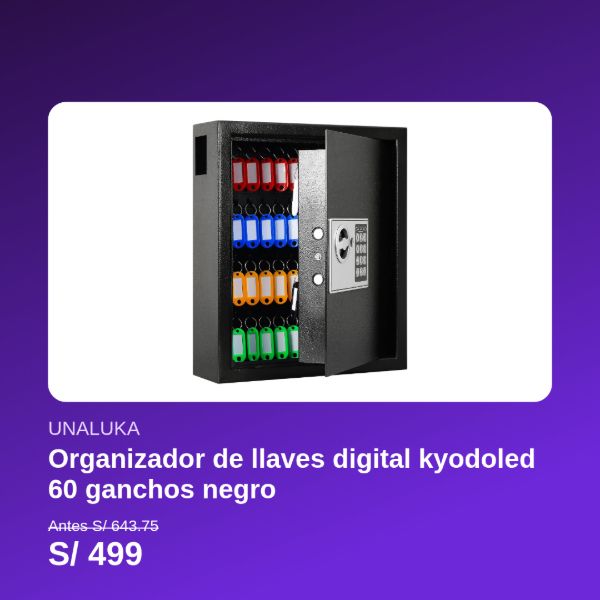 UNALUKA
Organizador de llaves digital kyodoled
60 ganchos negro
Antes S/ 643.75
S/ 499